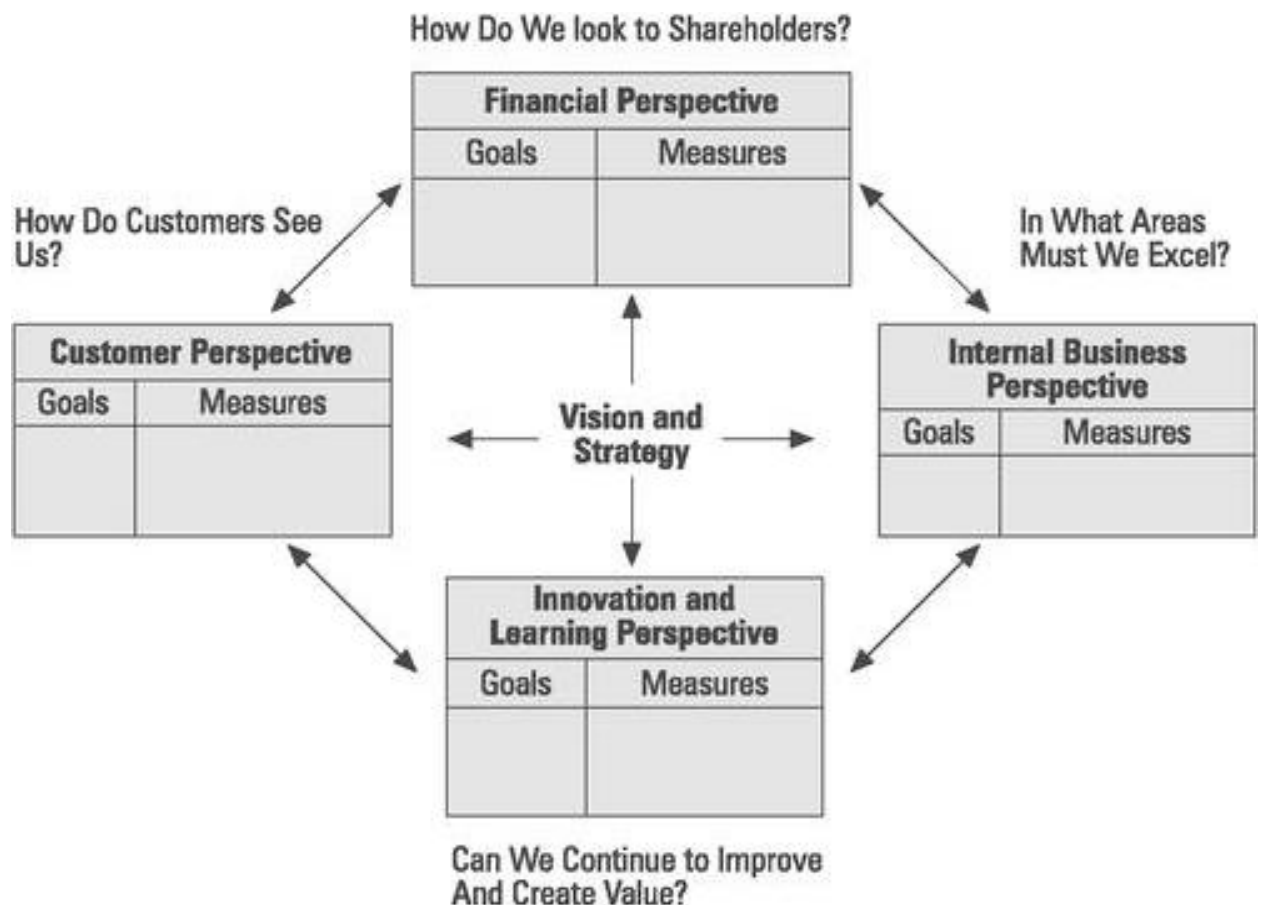 How Do We look to Shareholders?
Financial Perspective
Goals Measures
How Do Customers See
Us?
In What Areas
Must We Excel?
Customer Perspective
Goals Measures
Vision and
Strategy
Internal Business
Perspective
Goals Measures
Innovation and
Learning Perspective
Goals Measures
Can We Continue to Improve
And Create Value?